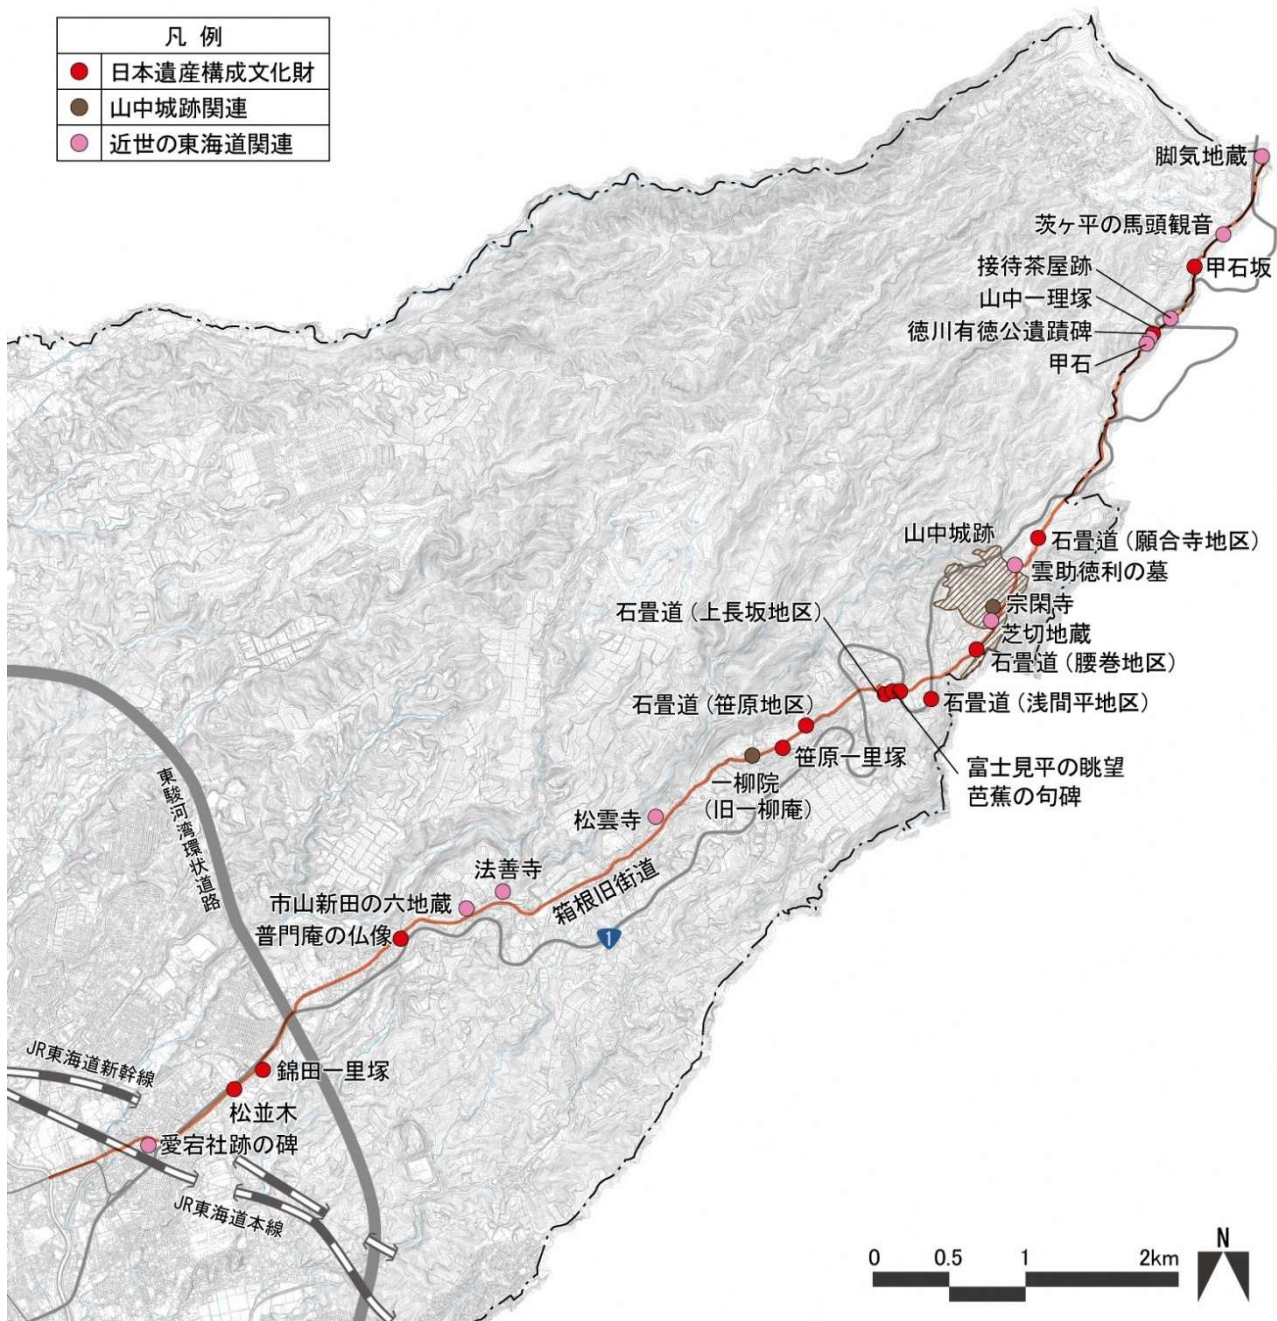 凡 例
日本遺産構成文化財
山中城跡関連
近世の東海道関連
脚気地蔵
茨ヶ平の馬頭観音
甲石坂
接待茶屋跡
山中一理塚
徳川有徳公遺蹟碑
甲石
山中城跡
石畳道(願合寺地区)
雲助徳利の墓
宗閑寺
芝切地蔵
石畳道(腰巻地区)
石畳道(上長坂地区)
石畳道(浅間平地区)
石畳道(笹原地区)
笹原一里塚
富士見平の眺望
芭蕉の句碑
一柳院
(旧一柳庵)
松雲寺
法善寺
市山新田の六地蔵
普門庵の仏像
箱根旧街道
1
東駿河湾環状道路
錦田一里塚
松並木
愛宕社跡の碑
JR東海道新幹線
JR東海道本線
0 0.5 1 2km
N